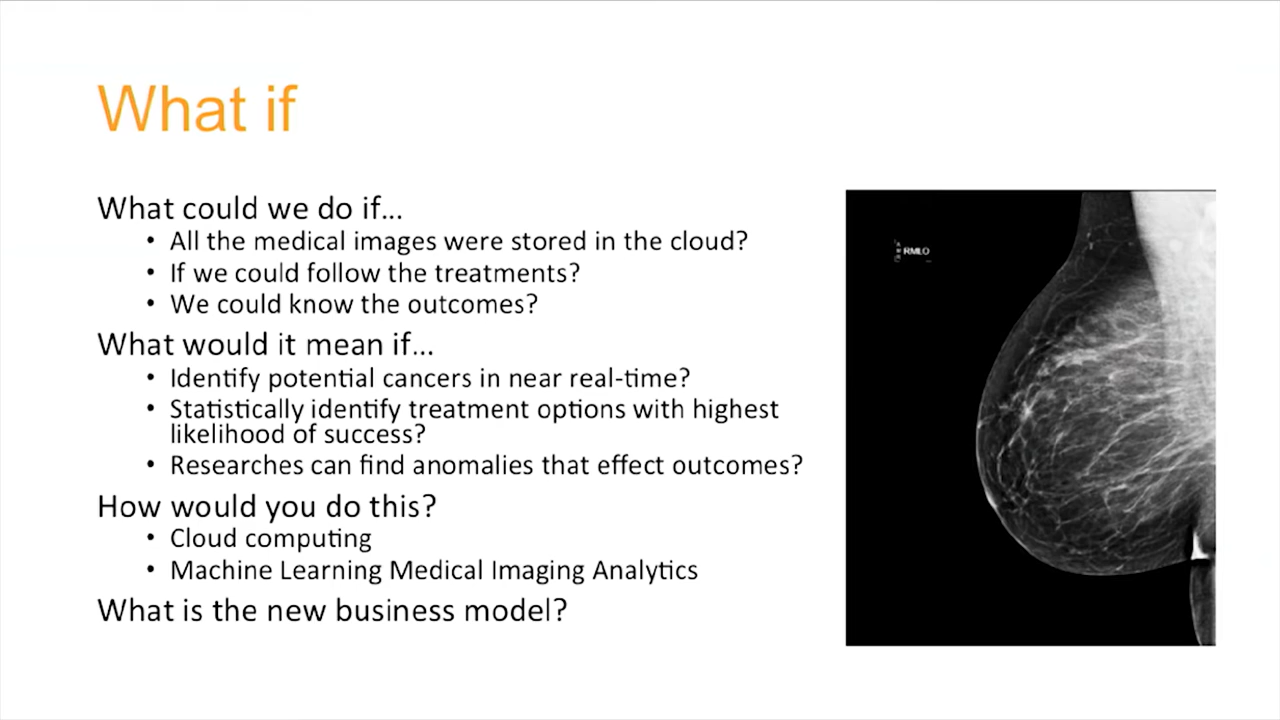 What if
What could we do if...
• All the medical images were stored in the cloud?
• If we could follow the treatments?
• We could know the outcomes?
What would it mean if...
• Identify potential cancers in near real-time?
• Statistically identify treatment options with highest
likelihood of success?
• Researches can find anomalies that effect outcomes?
How would you do this?
• Cloud computing
• Machine Learning Medical Imaging Analytics
What is the new business model?
RMLO